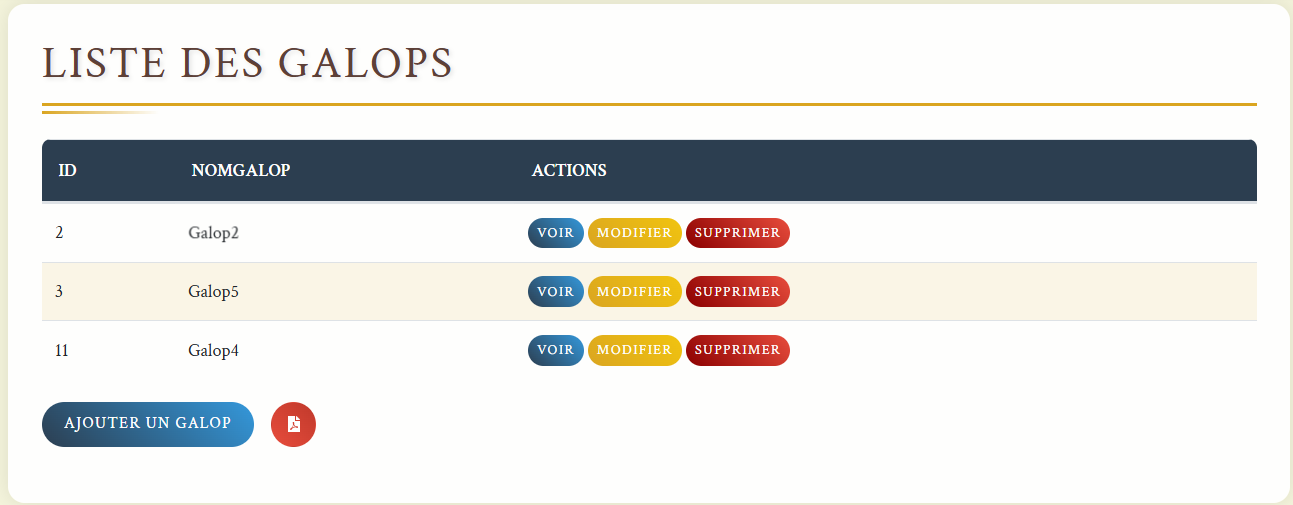 LISTE DES GALOPS
ID NOMGALOP ACTIONS
2 Galop2 VOIR MODIFIER SUPPRIMER
3 Galop5 VOIR MODIFIER SUPPRIMER
11 Galop4 VOIR MODIFIER SUPPRIMER
AJOUTER UN GALOP